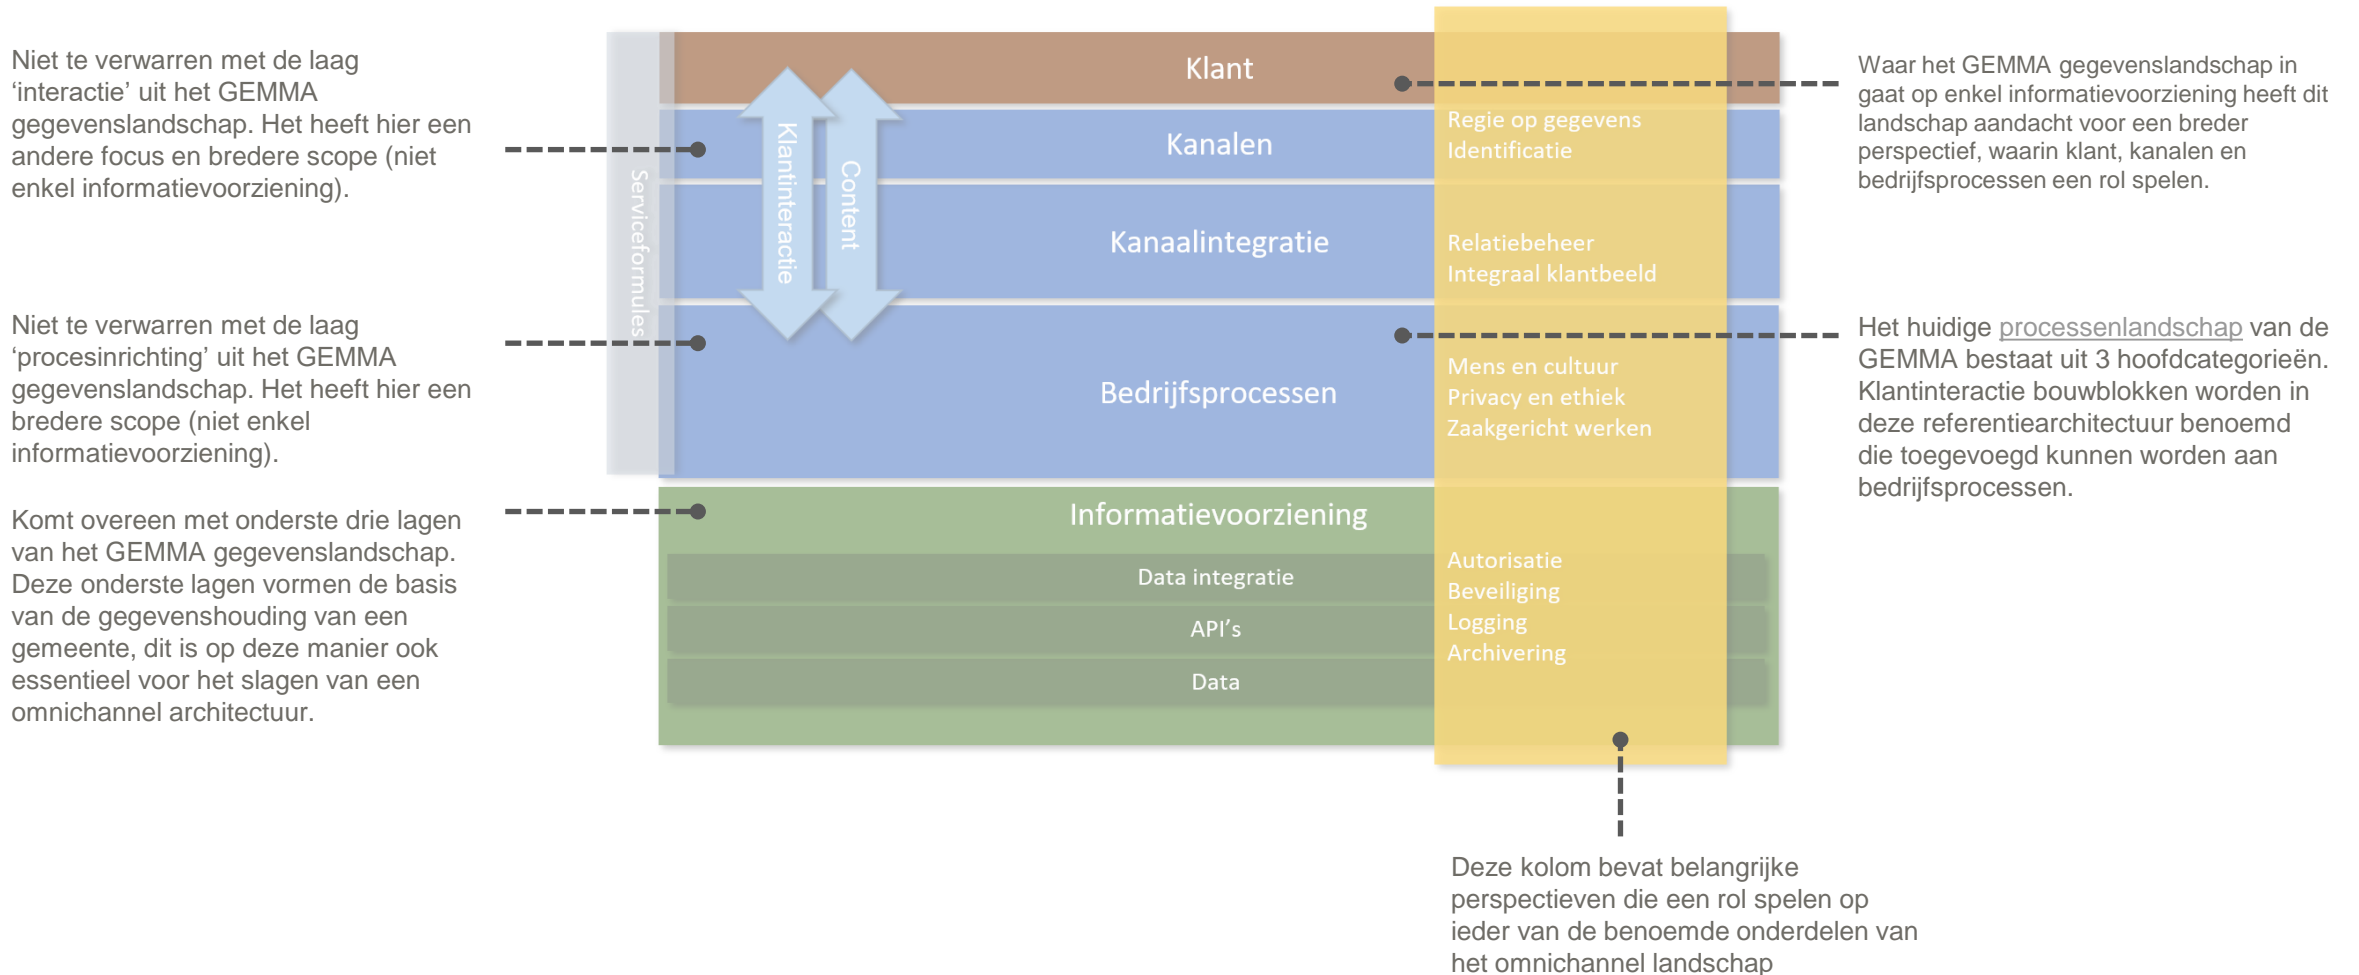 Niet te verwarren met de laag
‘interactie’ uit het GEMMA
gegevenslandschap. Het heeft hier een
andere focus en bredere scope (niet
enkel informatievoorziening).
Niet te verwarren met de laag
‘procesinrichting’ uit het GEMMA
gegevenslandschap. Het heeft hier een
bredere scope (niet enkel
informatievoorziening).
Komt overeen met onderste drie lagen
van het GEMMA gegevenslandschap.
Deze onderste lagen vormen de basis
van de gegevenshouding van een
gemeente, dit is op deze manier ook
essentieel voor het slagen van een
omnichannel architectuur.
Serviceformules
Klantinteractie
Content
Klant
Kanalen
Kanaalintegratie
Bedrijfsprocessen
Informatievoorziening
Data integratie
API’s
Data
Regie op gegevens
Identificatie
Relatiebeheer
Integraal klantbeeld
Mens en cultuur
Privacy en ethiek
Zaakgericht werken
Autorisatie
Beveiliging
Logging
Archivering
Waar het GEMMA gegevenslandschap in
gaat op enkel informatievoorziening heeft dit
landschap aandacht voor een breder
perspectief, waarin klant, kanalen en
bedrijfsprocessen een rol spelen.
Het huidige processenlandschap van de
GEMMA bestaat uit 3 hoofdcategorieën.
Klantinteractie bouwblokken worden in
deze referentiearchitectuur benoemd
die toegevoegd kunnen worden aan
bedrijfsprocessen.
Deze kolom bevat belangrijke
perspectieven die een rol spelen op
ieder van de benoemde onderdelen van
het omnichannel landschap